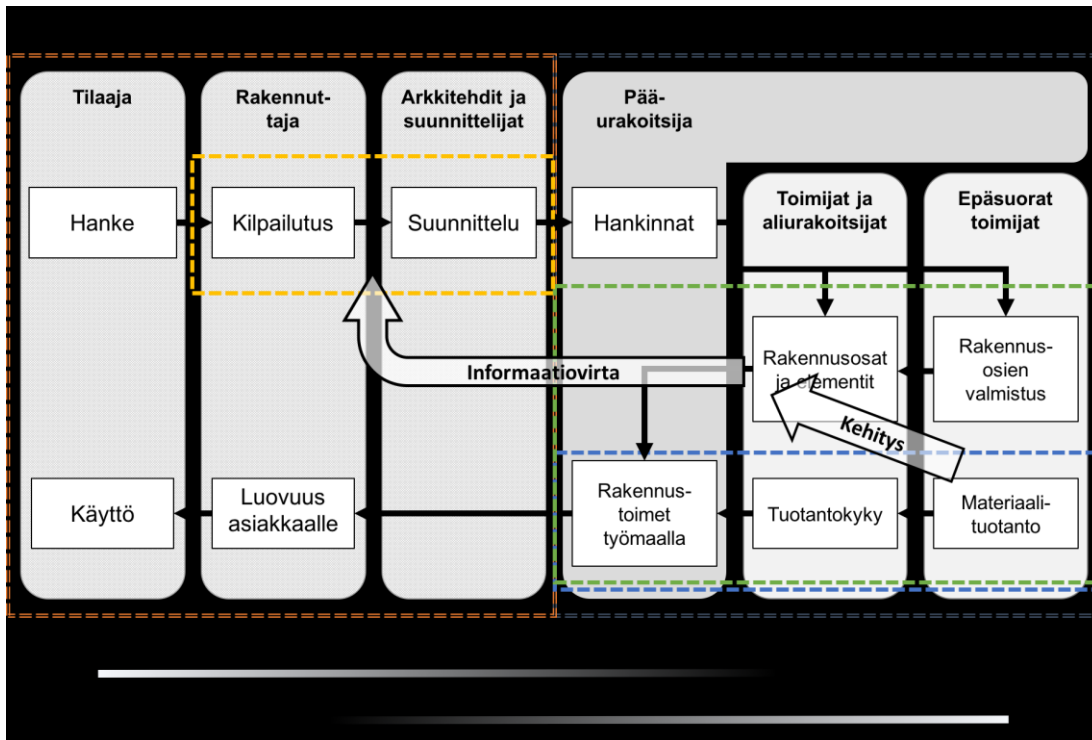 Tilaaja
Rakennut-
taja
Arkkitehdit ja
suunnittelijat
Pää-
urakoitsija
Toimijat ja
aliurakoitsijat
Epäsuorat
toimijat
Hanke
Kilpailutus
Suunnittelu
Hankinnat
Rakennusosat
ja elementit
Rakennus-
osien
valmistus
Informaatiovirta
Kehitys
Käyttö
Luovuus
asiakkaalle
Rakennus-
toimet
työmaalla
Tuotantokyky
Materiaali-
tuotanto